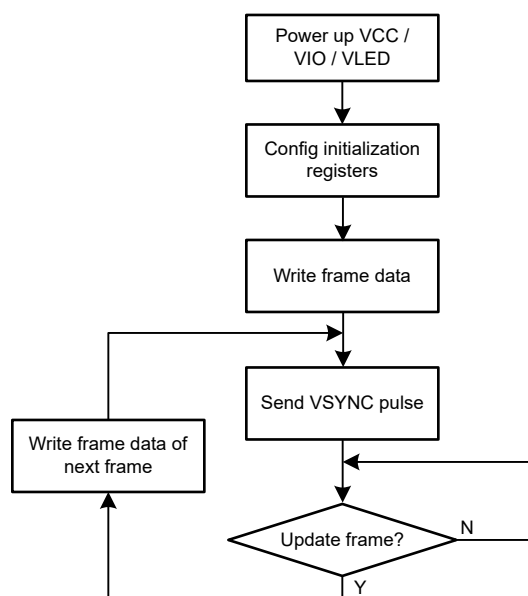 Power up VCC /
VIO / VLED
Config initialization
registers
Write frame data
Send VSYNC pulse
Write frame data of
next frame
Update frame?
N
Y